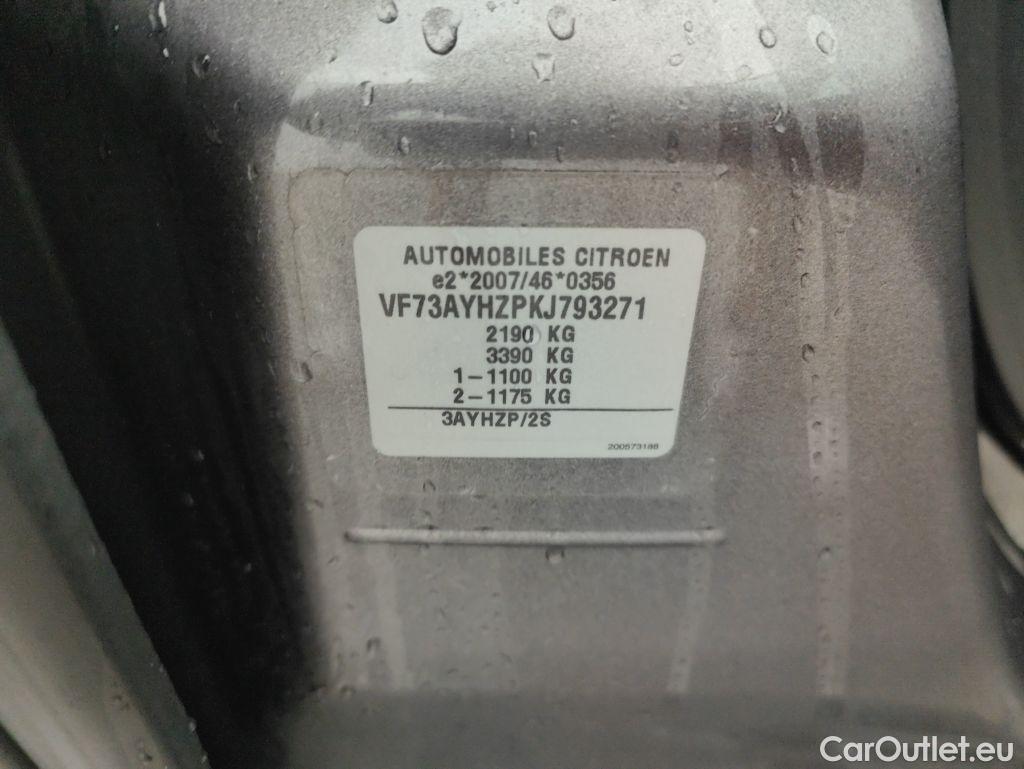 AUTOMOBILES CITROEN
e2*2007/46*0356
VF73AYHZPKJ793271
2190 KG
3390 KG
1-1100 KG
2-1175 KG
3AYHZP/2S
200573188
CarOutlet.eu